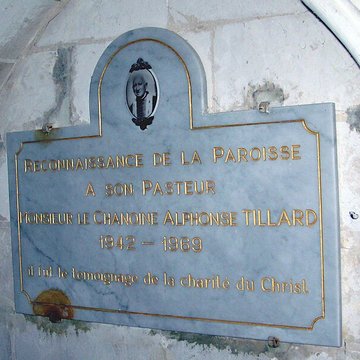 RECONNAISSANCE DE LA PAROISSE
A SON PASTEUR
MONSIEUR LE CHANOINE ALPHONSE TILLARD
1942 - 1969
il fut le témoignage de la charité du Christ.